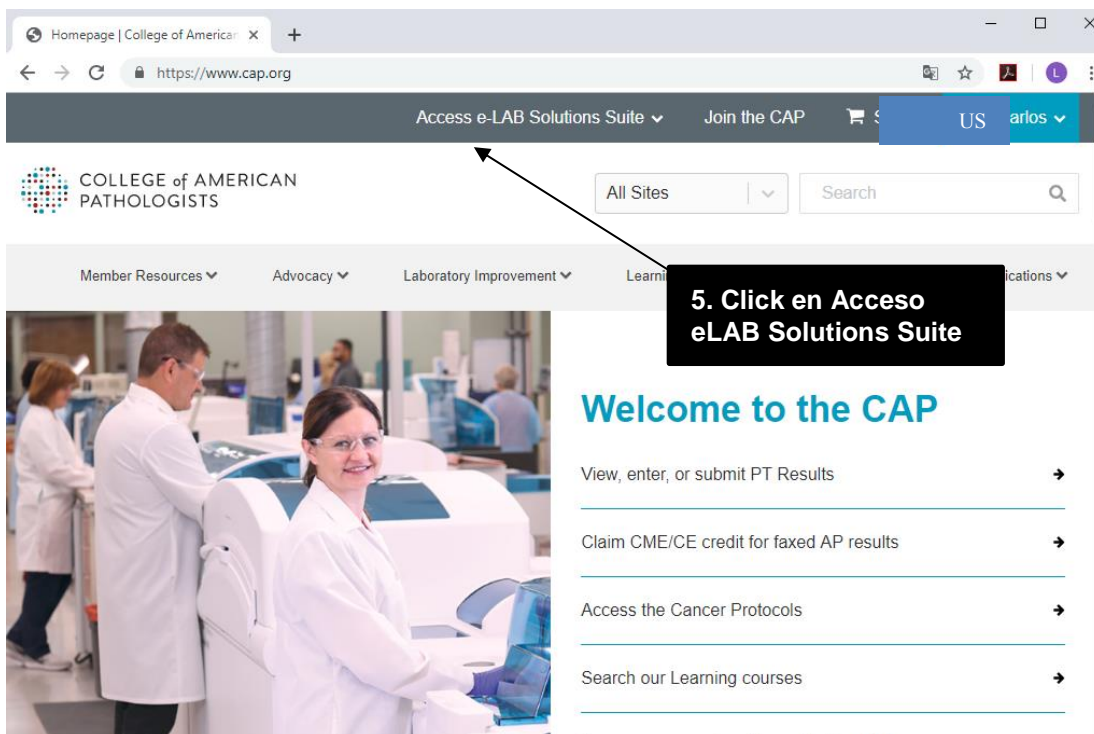 Homepage | College of American
https://www.cap.org
Access e-LAB Solutions Suite Join the CAP US arlos
COLLEGE of AMERICAN
PATHOLOGISTS
All Sites Search
Member Resources Advocacy Laboratory Improvement Learni ications
5. Click en Acceso
eLAB Solutions Suite
Welcome to the CAP
View, enter, or submit PT Results
Claim CME/CE credit for faxed AP results
Access the Cancer Protocols
Search our Learning courses